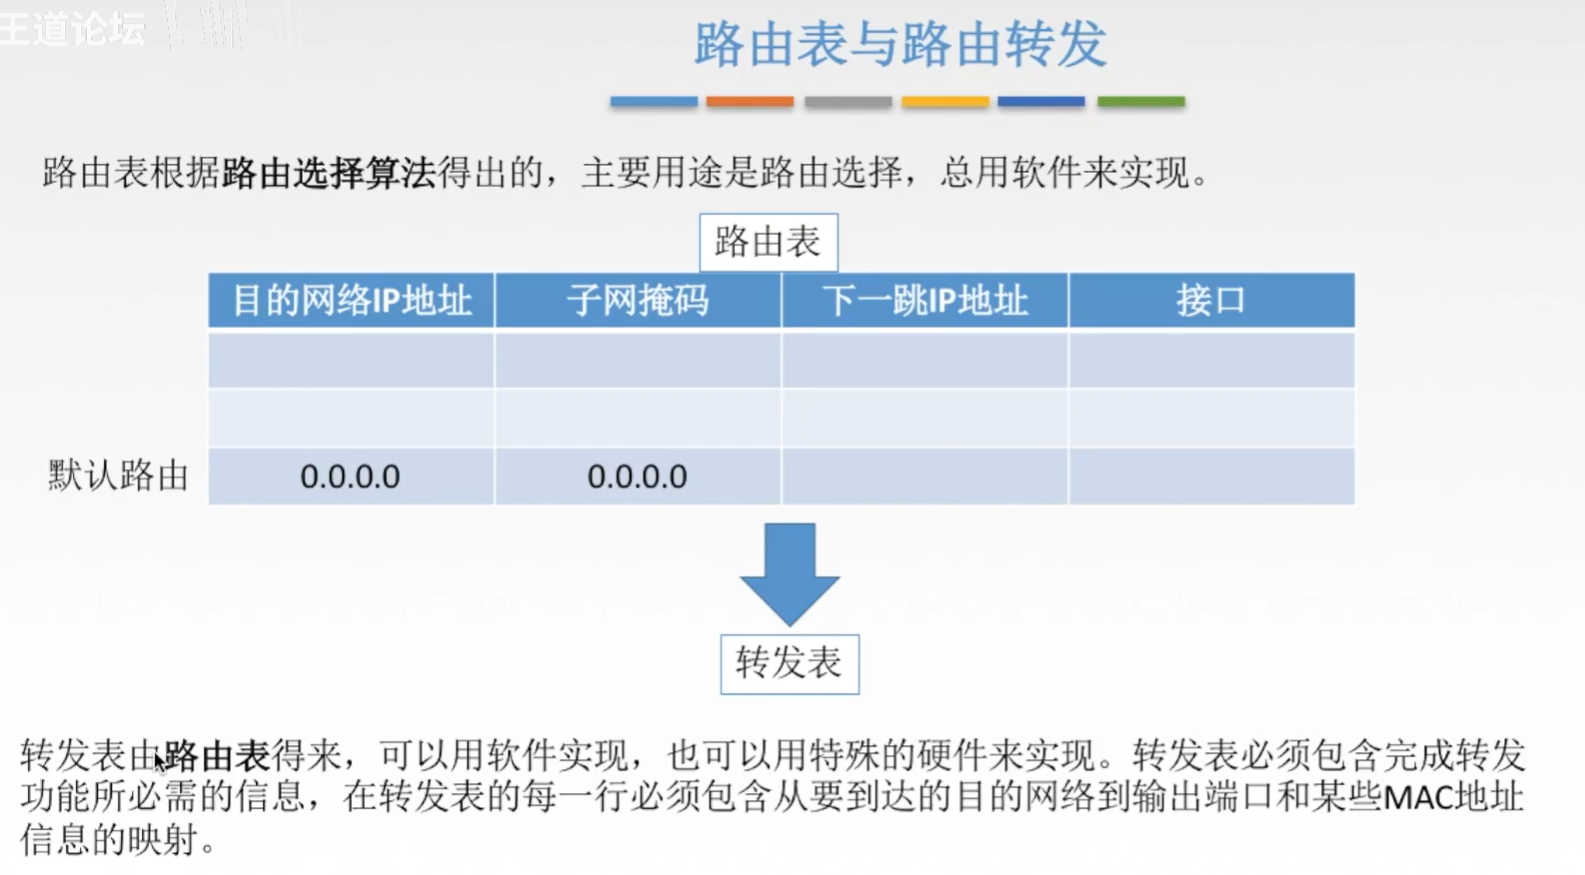 王道论坛
路由表与路由转发
路由表根据路由选择算法得出的，主要用途是路由选择，总用软件来实现。
路由表
目的网络IP地址 子网掩码 下一跳IP地址 接口
默认路由 0.0.0.0 0.0.0.0
转发表
转发表由路由表得来，可以用软件实现，也可以用特殊的硬件来实现。转发表必须包含完成转发
功能所必需的信息，在转发表的每一行必须包含从要到达的目的网络到输出端口和某些MAC地址
信息的映射。